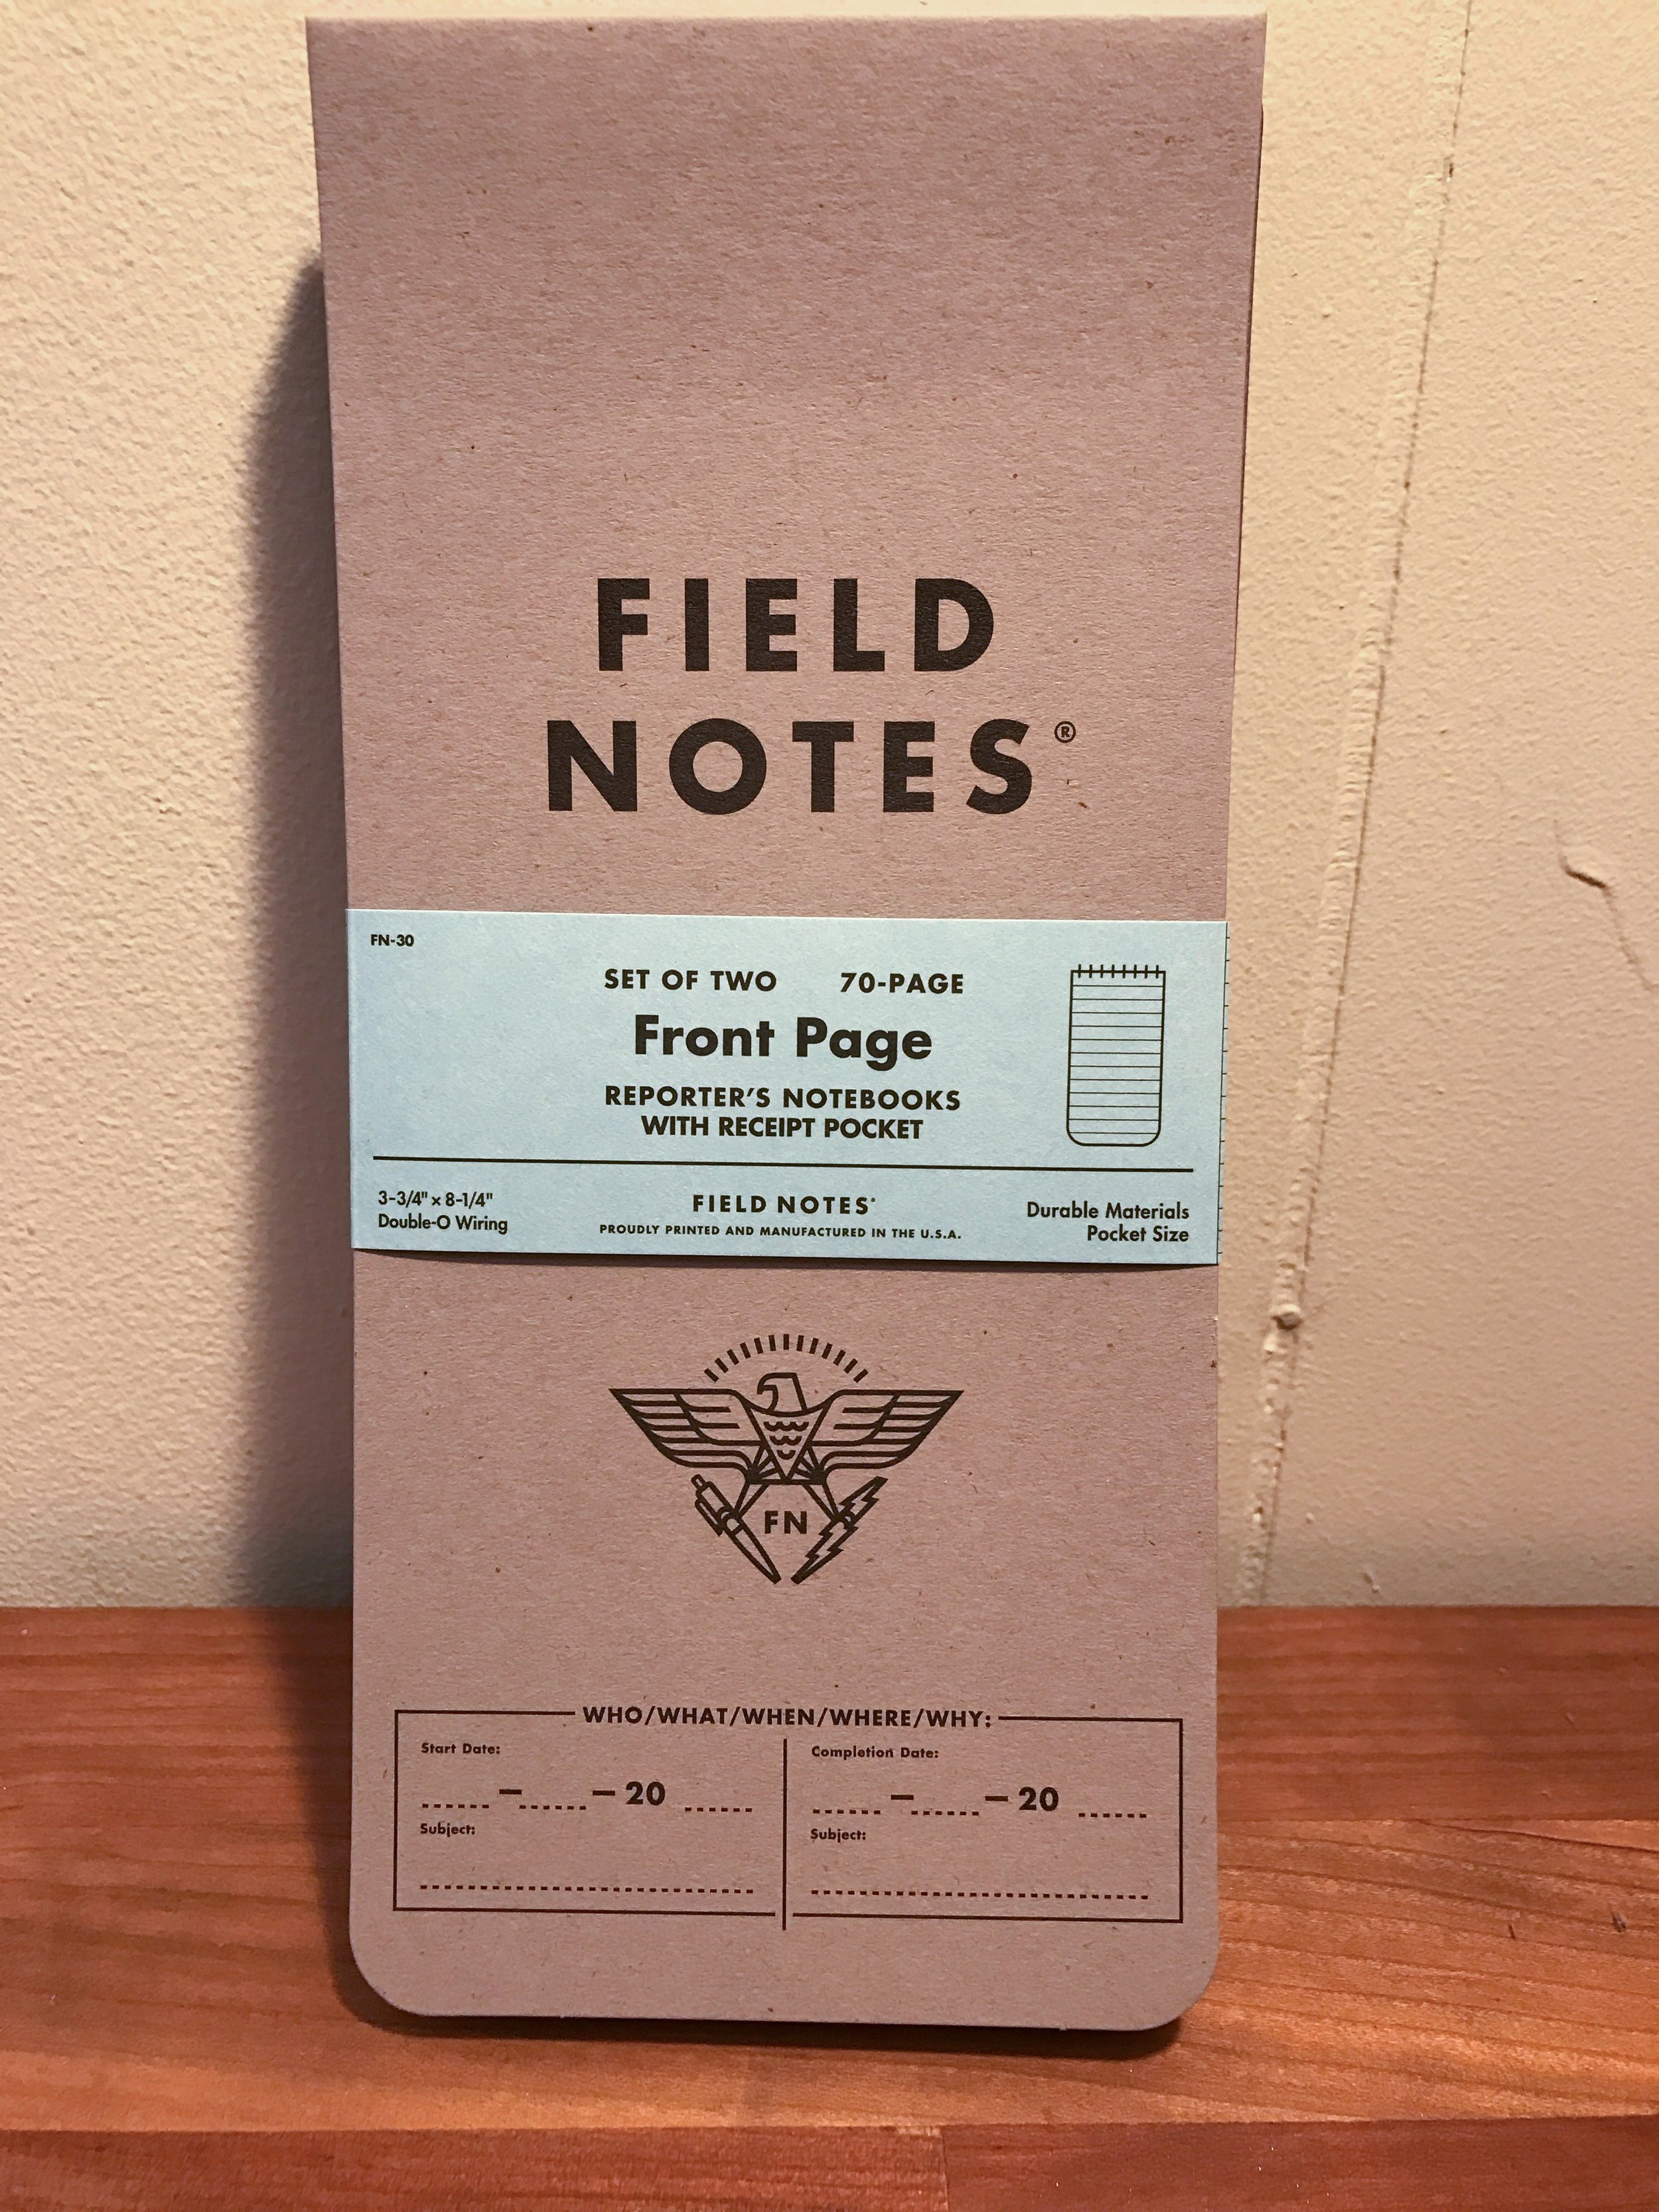 FIELD
NOTES®
FN-30
SET OF TWO 70-PAGE
Front Page
REPORTER'S NOTEBOOKS
WITH RECEIPT POCKET
3-3/4" x 8-1/4"
Double-O Wiring
FIELD NOTES®
PROUDLY PRINTED AND MANUFACTURED IN THE U.S.A.
Durable Materials
Pocket Size
FN
WHO/WHAT/WHEN/WHERE/WHY:
Start Date:
...... – ...... – 20 ......
Subject:
Completion Date:
...... – ...... – 20 ......
Subject: